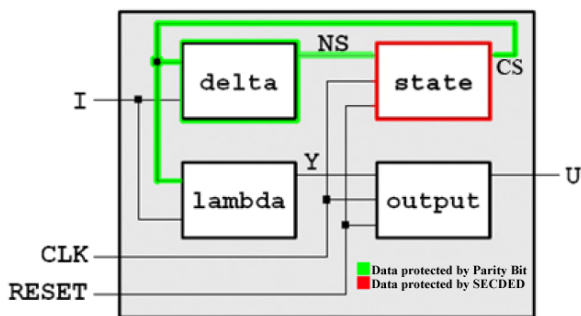 NS
CS
delta
state
I
Y
U
lambda
output
CLK
Data protected by Parity Bit
Data protected by SECDED
RESET